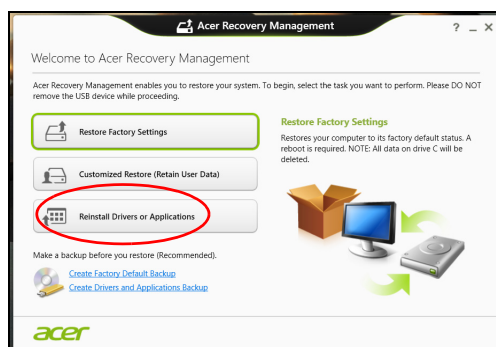 Acer Recovery Management
? _ X
Welcome to Acer Recovery Management
Acer Recovery Management enables you to restore your system. To begin, select the task you want to perform. Please DO NOT
remove the USB device while proceeding.
Restore Factory Settings
Customized Restore (Retain User Data)
Reinstall Drivers or Applications
Make a backup before you restore (Recommended).
Create Factory Default Backup
Create Drivers and Applications Backup
Restore Factory Settings
Restores your computer to its factory default status. A
reboot is required. NOTE: All data on drive C will be
deleted.
acer